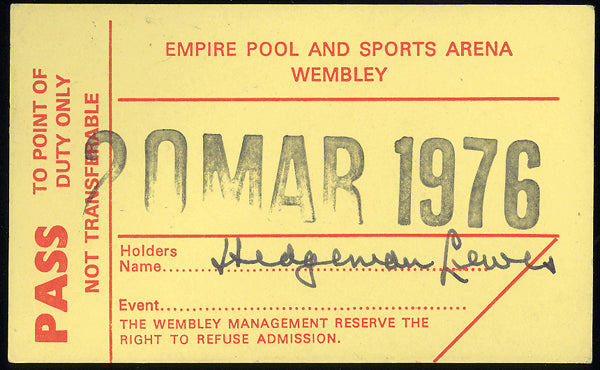 PASS
TO POINT OF
DUTY ONLY
NOT TRANSFERABLE
EMPIRE POOL AND SPORTS ARENA
WEMBLEY
20 MAR 1976
Holders
Name.......... Hedgeman Lewis
Event..........
THE WEMBLEY MANAGEMENT RESERVE THE
RIGHT TO REFUSE ADMISSION.